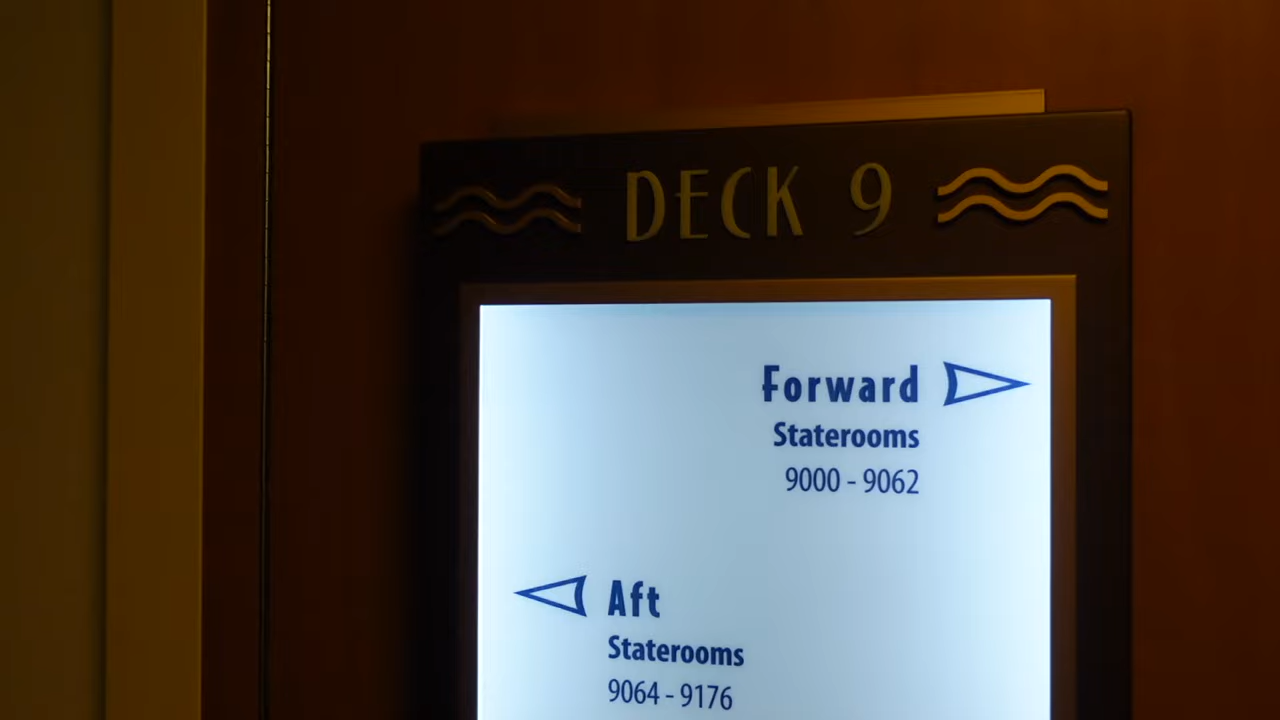 DECK 9
Forward
Staterooms
9000 - 9062
Aft
Staterooms
9064 - 9176